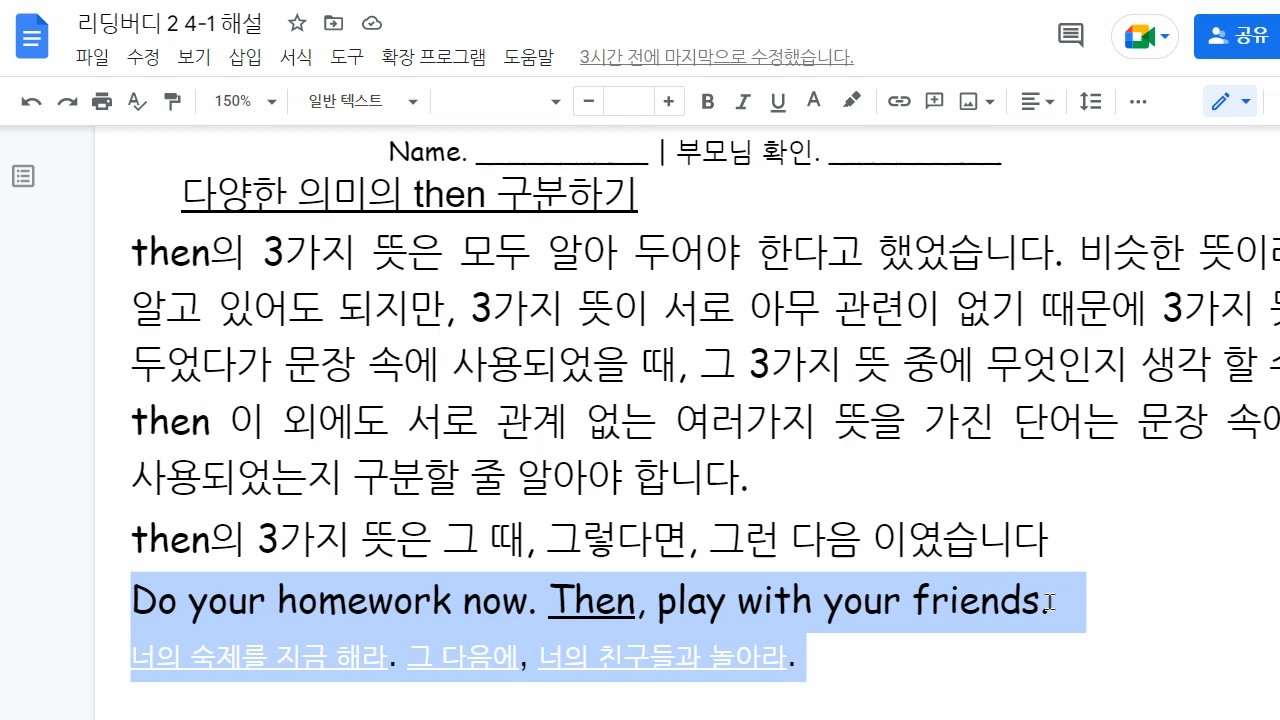 리딩버디 2 4-1 해설
파일 수정 보기 삽입 서식 도구 확장 프로그램 도움말 3시간 전에 마지막으로 수정했습니다.
공유
150% 일반 텍스트 − + B I U A
Name. ____________ | 부모님 확인. ____________
다양한 의미의 then 구분하기
then의 3가지 뜻은 모두 알아 두어야 한다고 했었습니다. 비슷한
알고 있어도 되지만, 3가지 뜻이 서로 아무 관련이 없기 때문에 3가지
두었다가 문장 속에 사용되었을 때, 그 3가지 뜻 중에 무엇인지 생각 할
then 이 외에도 서로 관계 없는 여러가지 뜻을 가진 단어는 문장
사용되었는지 구분할 줄 알아야 합니다.
then의 3가지 뜻은 그 때, 그렇다면, 그런 다음 이였습니다
Do your homework now. Then, play with your friends.
너의 숙제를 지금 해라. 그 다음에, 너의 친구들과 놀아라.